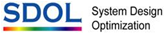 SDOL
System Design
Optimization